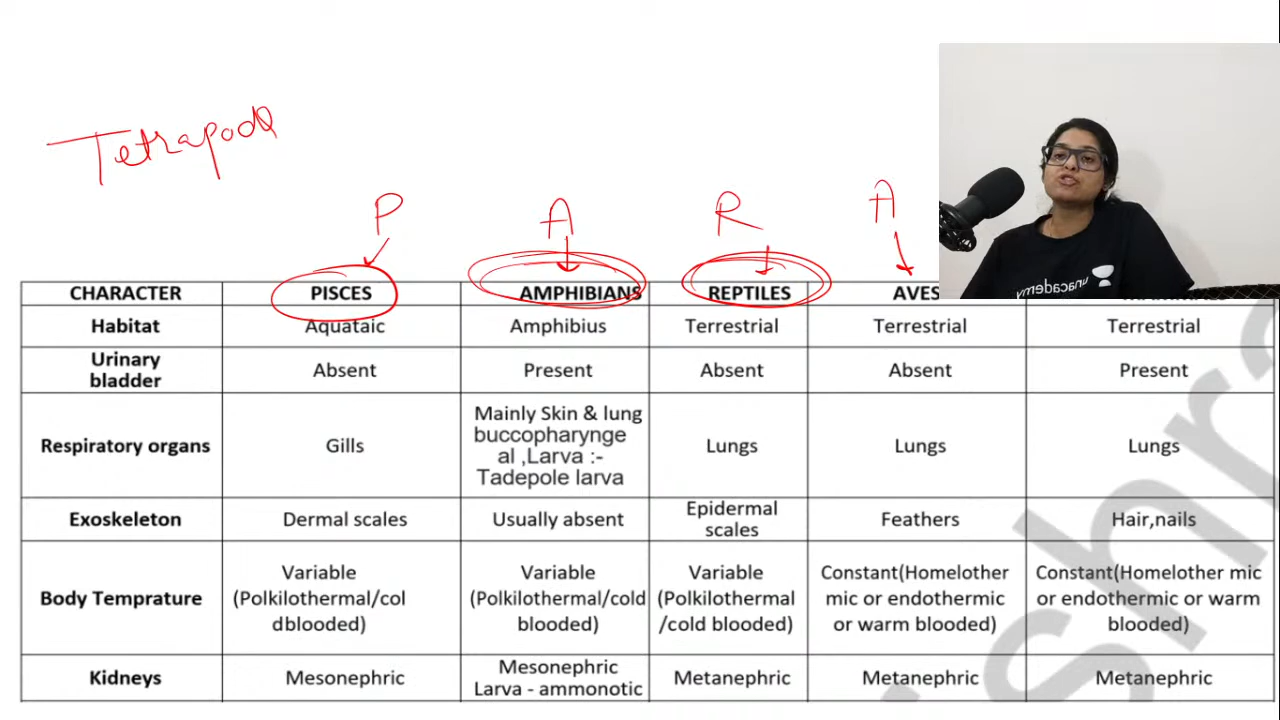 Tetrapoda
P A R A
CHARACTER PISCES AMPHIBIANS REPTILES AVES
Habitat Aquataic Amphibius Terrestrial Terrestrial Terrestrial
Urinary bladder Absent Present Absent Absent Present
Respiratory organs Gills Mainly Skin & lung buccopharynge al ,Larva :- Tadepole larva Lungs Lungs Lungs
Exoskeleton Dermal scales Usually absent Epidermal scales Feathers Hair,nails
Body Temprature Variable (Polkilothermal/col dblooded) Variable (Polkilothermal/cold blooded) Variable (Polkilothermal /cold blooded) Constant(Homelother mic or endothermic or warm blooded) Constant(Homelother mic or endothermic or warm blooded)
Kidneys Mesonephric Mesonephric Larva - ammonotic Metanephric Metanephric Metanephric
unacademy